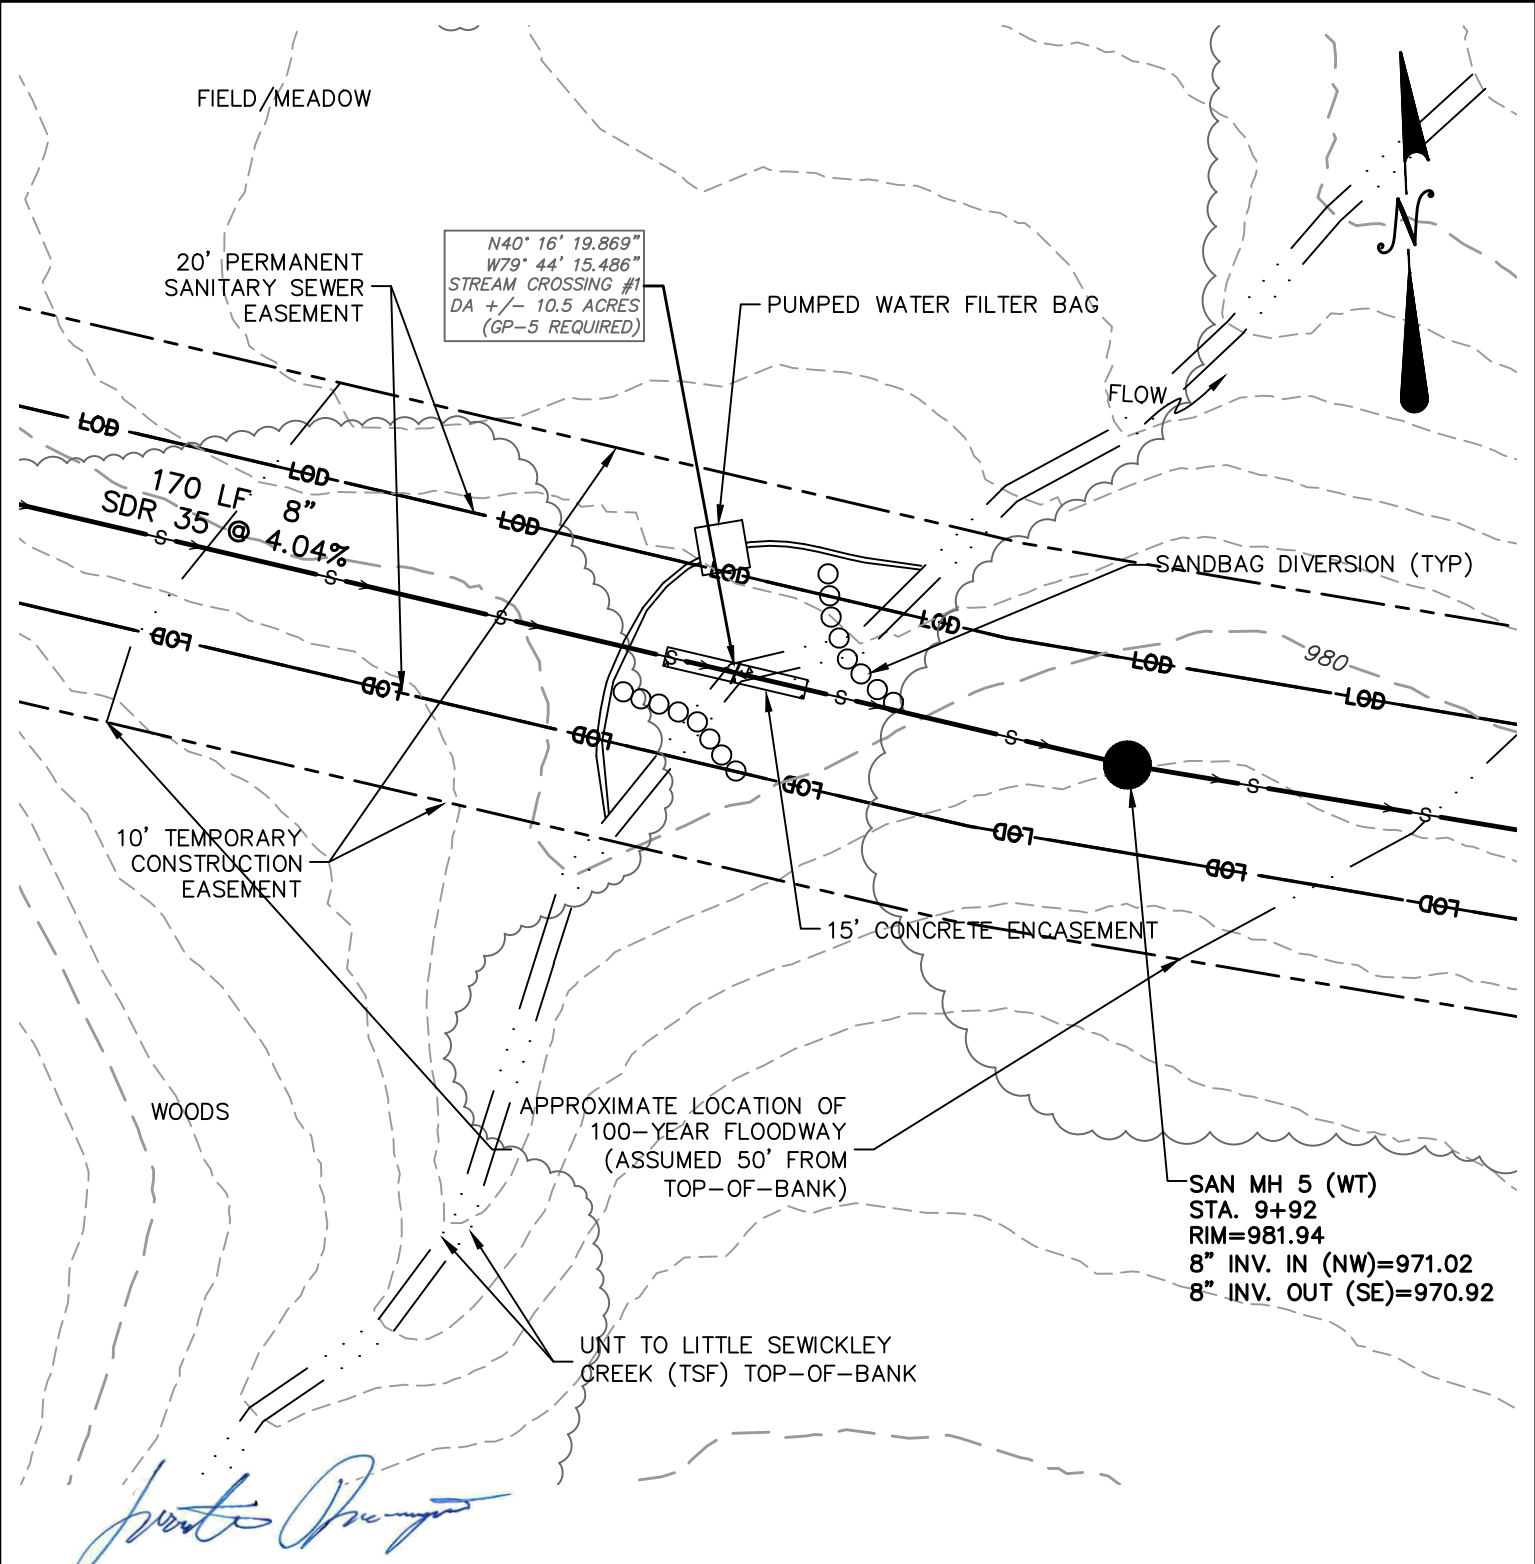 FIELD/MEADOW
N
20' PERMANENT
SANITARY SEWER
EASEMENT
N40° 16' 19.869"
W79° 44' 15.486"
STREAM CROSSING #1
DA +/- 10.5 ACRES
(GP-5 REQUIRED)
PUMPED WATER FILTER BAG
FLOW
LOD
LOD
LOD
LOD
LOD
LOD
LOD
170 LF 8"
SDR 35 @ 4.04%
S
S
S
S
S
S
S
S
SANDBAG DIVERSION (TYP)
980
LOD
LOD
LOD
LOD
LOD
LOD
LOD
10' TEMPORARY
CONSTRUCTION
EASEMENT
15' CONCRETE ENCASEMENT
WOODS
APPROXIMATE LOCATION OF
100-YEAR FLOODWAY
(ASSUMED 50' FROM
TOP-OF-BANK)
SAN MH 5 (WT)
STA. 9+92
RIM=981.94
8" INV. IN (NW)=971.02
8" INV. OUT (SE)=970.92
UNT TO LITTLE SEWICKLEY
CREEK (TSF) TOP-OF-BANK